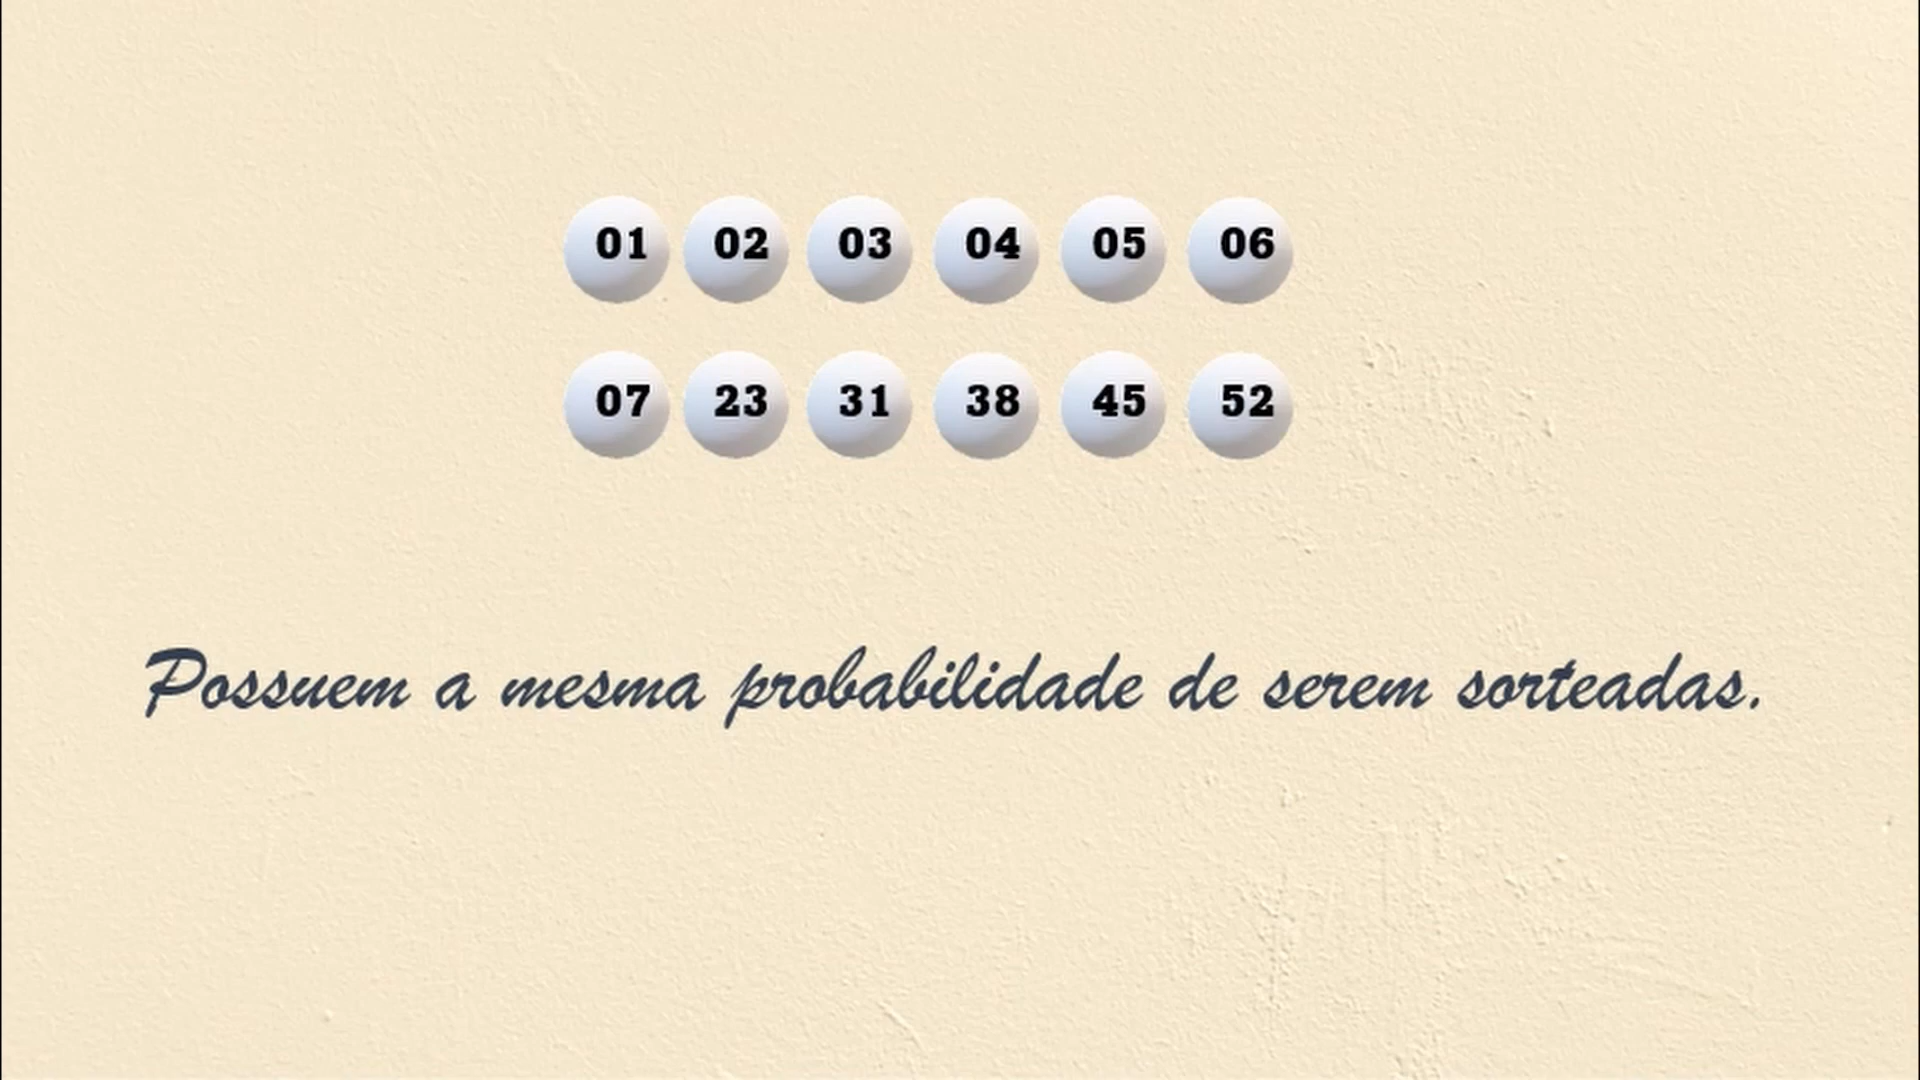 01 02 03 04 05 06
07 23 31 38 45 52
Possuem a mesma probabilidade de serem sorteadas.